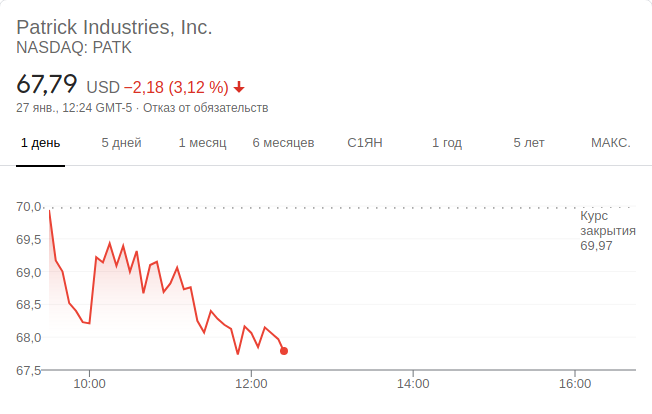 Patrick Industries, Inc.
NASDAQ: PATK
67,79 USD −2,18 (3,12 %)
27 янв., 12:24 GMT-5 · Отказ от обязательств
1 день 5 дней 1 месяц 6 месяцев С1ЯН 1 год 5 лет МАКС.
70,0
Курс
закрытия
69,97
69,5
69,0
68,5
68,0
67,5
10:00 12:00 14:00 16:00